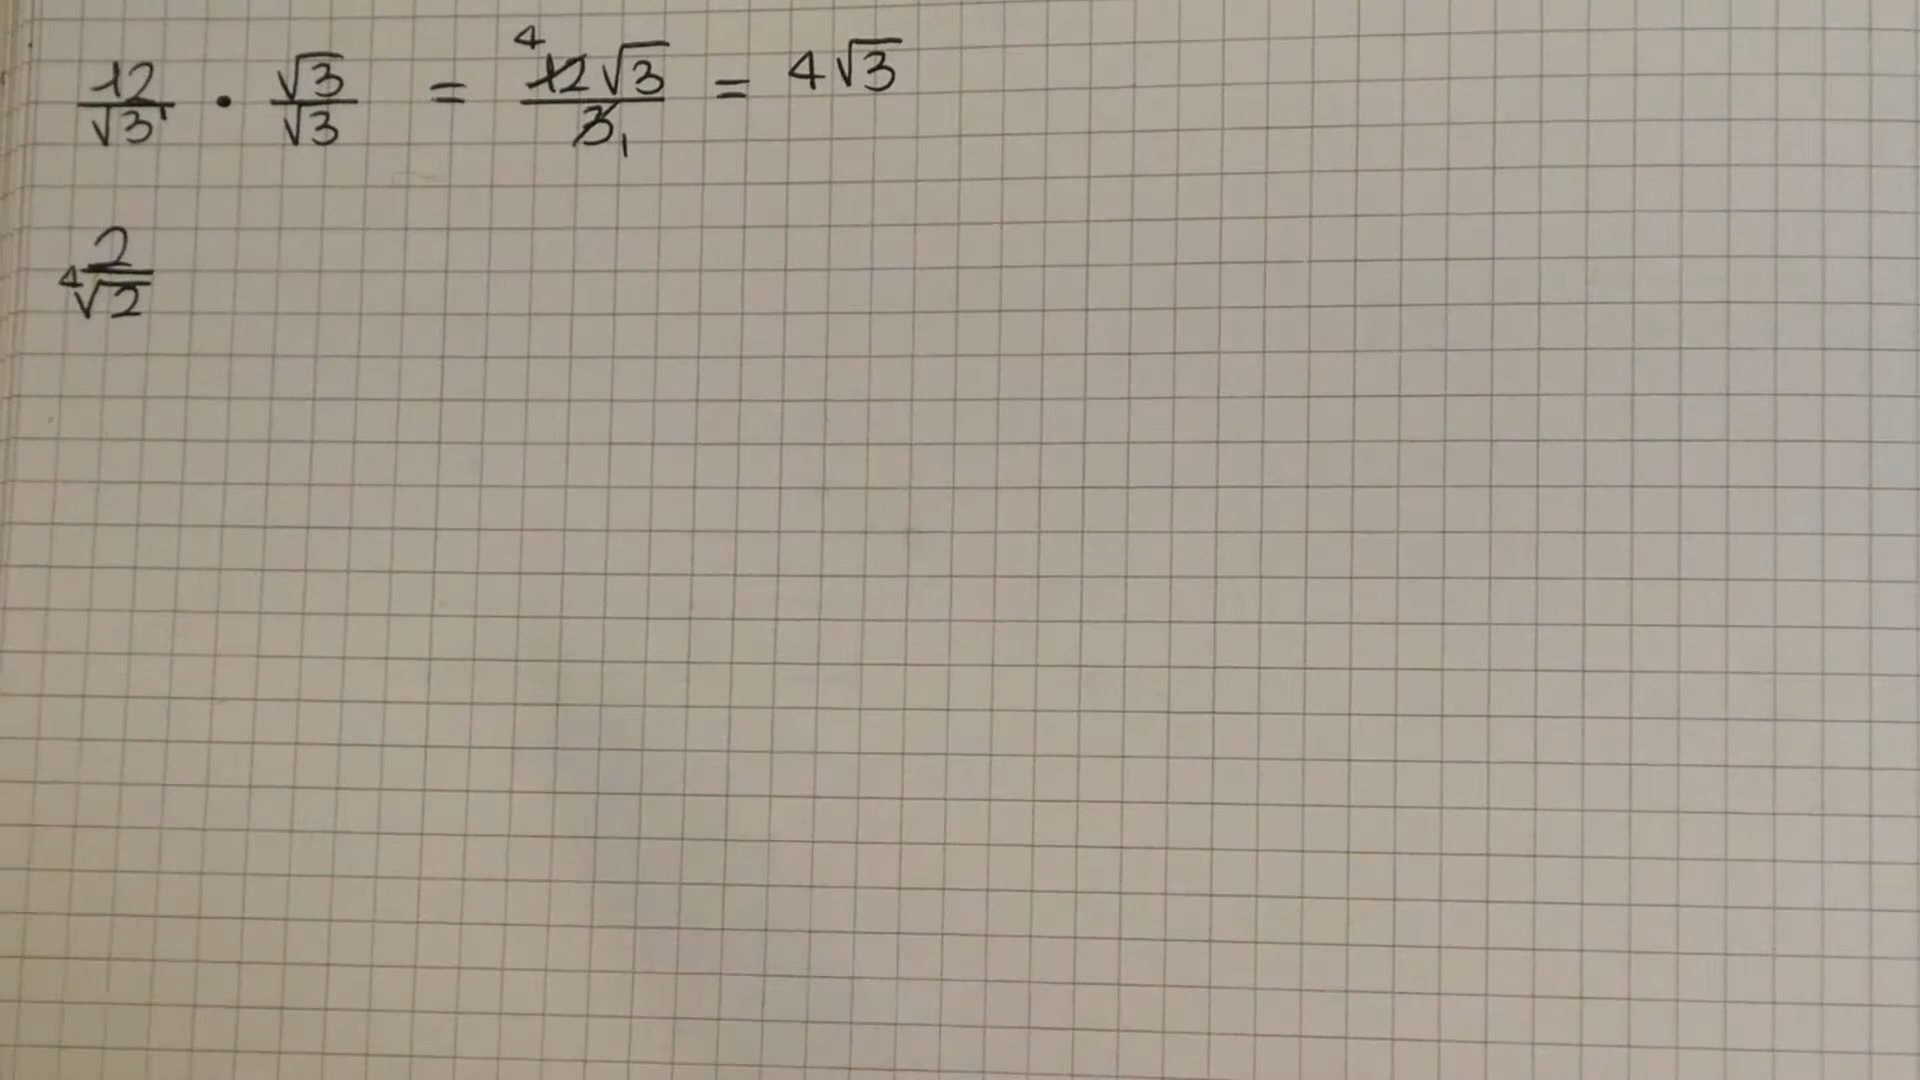 12/√3 · √3/√3 = 4 12√3/3 1 = 4√3
2/⁴√2